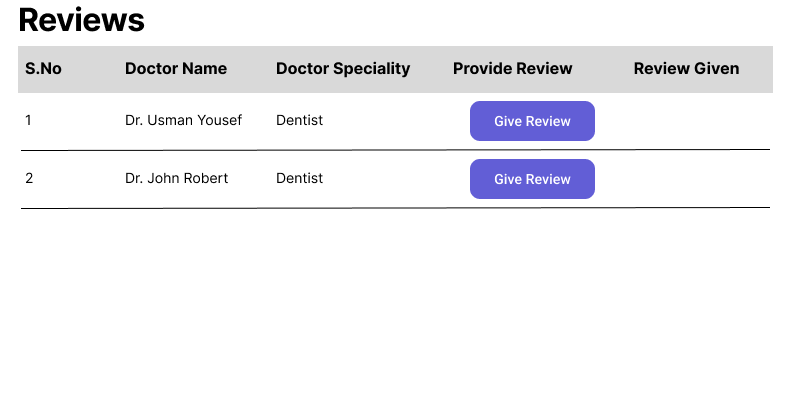 Reviews
S.No Doctor Name Doctor Speciality Provide Review Review Given
1 Dr. Usman Yousef Dentist Give Review
2 Dr. John Robert Dentist Give Review